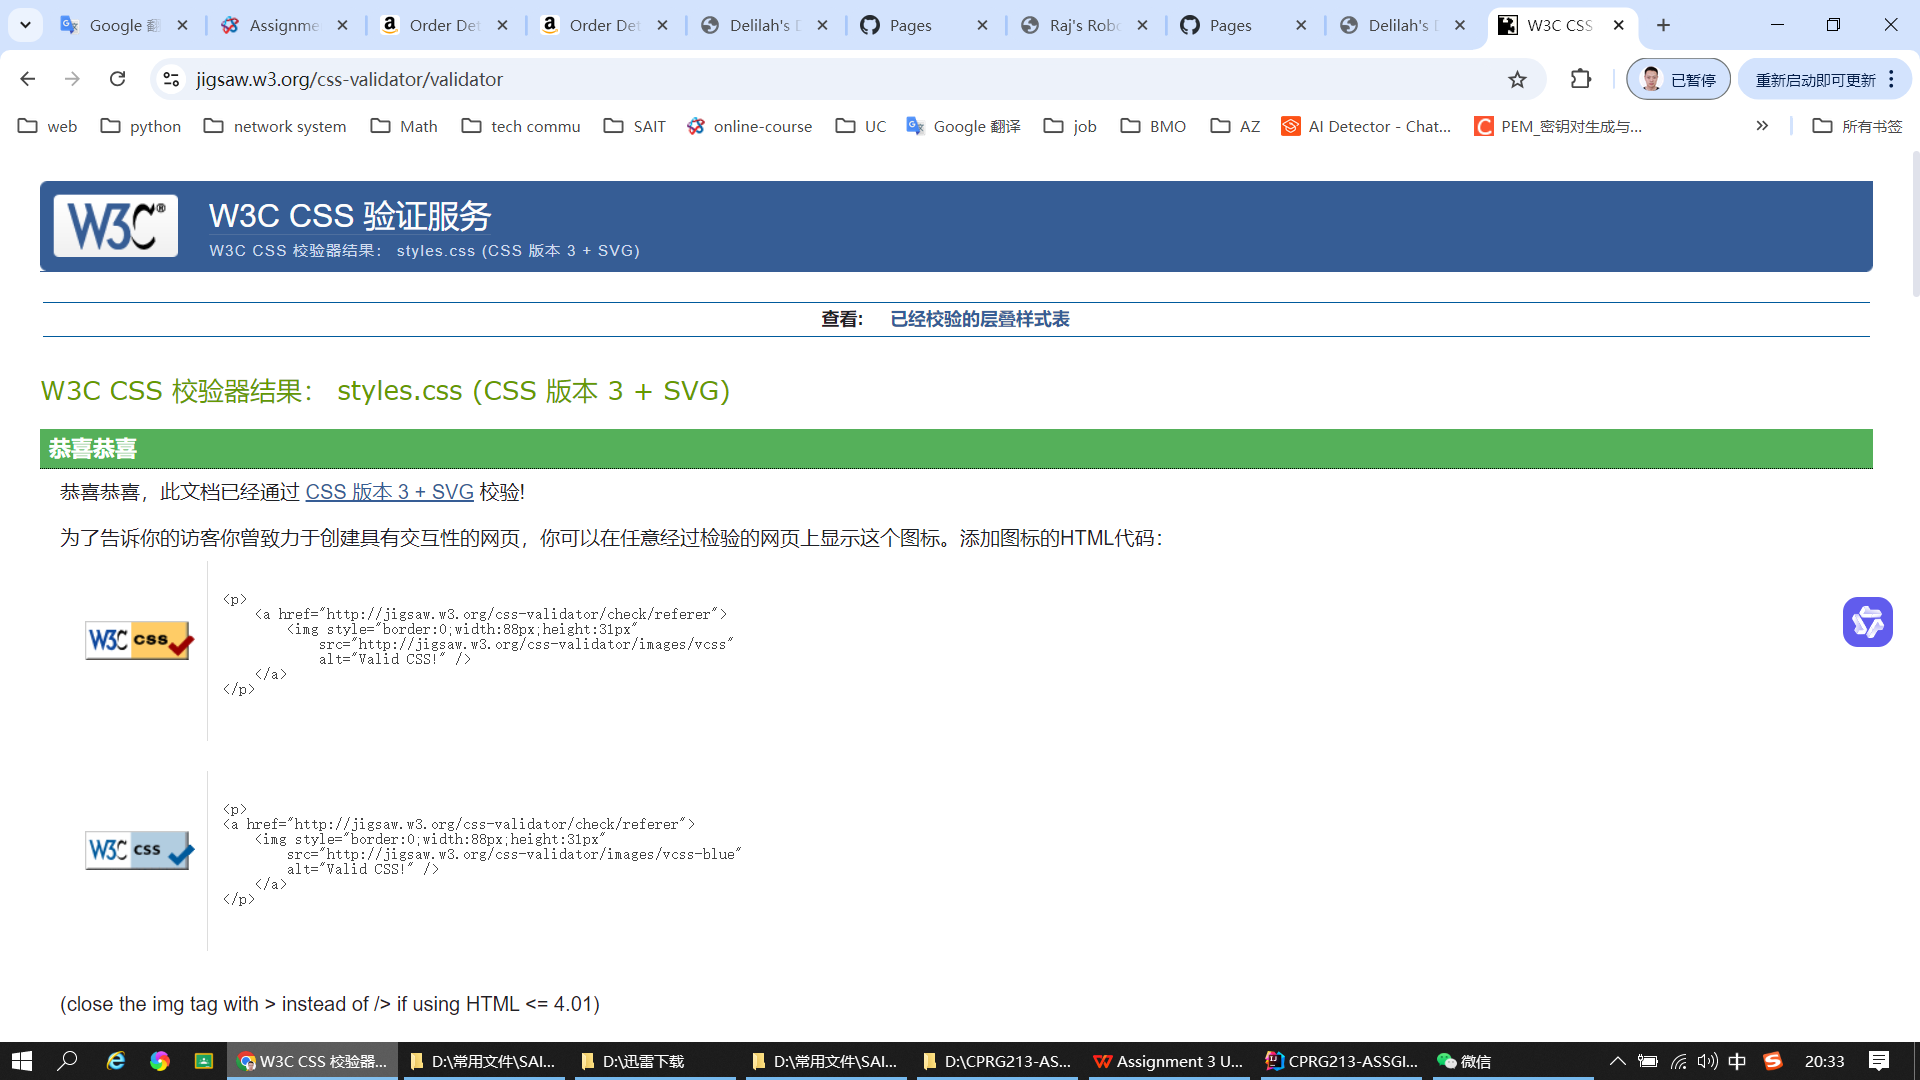 Google 翻
Assignme
Order Det
Order Det
Delilah's D
Pages
Raj's Robo
Pages
Delilah's D
W3C CSS
jigsaw.w3.org/css-validator/validator
已暂停
重新启动即可更新
web
python
network system
Math
tech commu
SAIT
online-course
UC
Google 翻译
job
BMO
AZ
AI Detector - Chat...
PEM_密钥对生成与...
所有书签
W3C®
W3C CSS 验证服务
W3C CSS 校验器结果： styles.css (CSS 版本 3 + SVG)
查看: 已经校验的层叠样式表
W3C CSS 校验器结果： styles.css (CSS 版本 3 + SVG)
恭喜恭喜
恭喜恭喜，此文档已经通过 CSS 版本 3 + SVG 校验!
为了告诉你的访客你曾致力于创建具有交互性的网页，你可以在任意经过检验的网页上显示这个图标。添加图标的HTML代码：
W3C css
<p>
<a href="http://jigsaw.w3.org/css-validator/check/referer">
<img style="border:0;width:88px;height:31px"
src="http://jigsaw.w3.org/css-validator/images/vcss"
alt="Valid CSS!" />
</a>
</p>
W3C css
<p>
<a href="http://jigsaw.w3.org/css-validator/check/referer">
<img style="border:0;width:88px;height:31px"
src="http://jigsaw.w3.org/css-validator/images/vcss-blue"
alt="Valid CSS!" />
</a>
</p>
(close the img tag with > instead of /> if using HTML <= 4.01)
W3C CSS 校验器...
D:\常用文件\SAI...
D:\迅雷下载
D:\常用文件\SAI...
D:\CPRG213-AS...
Assignment 3 U...
CPRG213-ASSGI...
微信
中
20:33